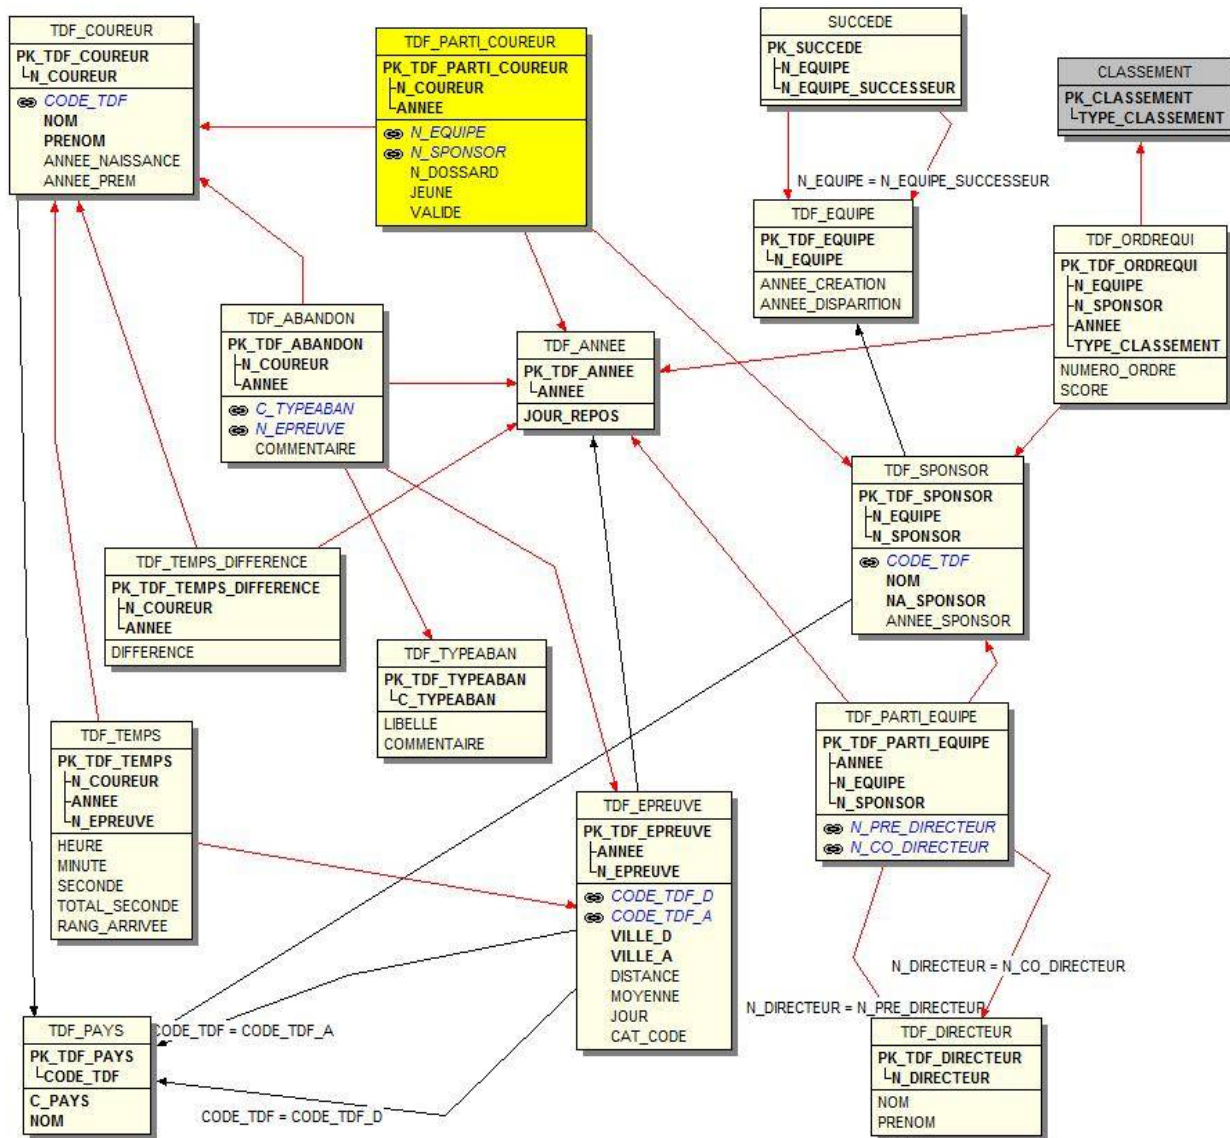 TDF_COUREUR
PK_TDF_COUREUR
N_COUREUR
CODE_TDF
NOM
PRENOM
ANNEE_NAISSANCE
ANNEE_PREM
TDF_PARTI_COUREUR
PK_TDF_PARTI_COUREUR
N_COUREUR
ANNEE
N_EQUIPE
N_SPONSOR
N_DOSSARD
JEUNE
VALIDE
SUCCEDE
PK_SUCCEDE
N_EQUIPE
N_EQUIPE_SUCCESSEUR
CLASSEMENT
PK_CLASSEMENT
TYPE_CLASSEMENT
N_EQUIPE = N_EQUIPE_SUCCESSEUR
TDF_EQUIPE
PK_TDF_EQUIPE
N_EQUIPE
ANNEE_CREATION
ANNEE_DISPARITION
TDF_ORDREQUI
PK_TDF_ORDREQUI
N_EQUIPE
N_SPONSOR
ANNEE
TYPE_CLASSEMENT
NUMERO_ORDRE
SCORE
TDF_ABANDON
PK_TDF_ABANDON
N_COUREUR
ANNEE
C_TYPEABAN
N_EPREUVE
COMMENTAIRE
TDF_ANNEE
PK_TDF_ANNEE
ANNEE
JOUR_REPOS
TDF_SPONSOR
PK_TDF_SPONSOR
N_EQUIPE
N_SPONSOR
CODE_TDF
NOM
NA_SPONSOR
ANNEE_SPONSOR
TDF_TEMPS_DIFFERENCE
PK_TDF_TEMPS_DIFFERENCE
N_COUREUR
ANNEE
DIFFERENCE
TDF_TYPEABAN
PK_TDF_TYPEABAN
C_TYPEABAN
LIBELLE
COMMENTAIRE
TDF_TEMPS
PK_TDF_TEMPS
N_COUREUR
ANNEE
N_EPREUVE
HEURE
MINUTE
SECONDE
TOTAL_SECONDE
RANG_ARRIVEE
TDF_PARTI_EQUIPE
PK_TDF_PARTI_EQUIPE
ANNEE
N_EQUIPE
N_SPONSOR
N_PRE_DIRECTEUR
N_CO_DIRECTEUR
TDF_EPREUVE
PK_TDF_EPREUVE
ANNEE
N_EPREUVE
CODE_TDF_D
CODE_TDF_A
VILLE_D
VILLE_A
DISTANCE
MOYENNE
JOUR
CAT_CODE
N_DIRECTEUR = N_CO_DIRECTEUR
N_DIRECTEUR = N_PRE_DIRECTEUR
TDF_PAYS
PK_TDF_PAYS
CODE_TDF
C_PAYS
NOM
CODE_TDF = CODE_TDF_A
CODE_TDF = CODE_TDF_D
TDF_DIRECTEUR
PK_TDF_DIRECTEUR
N_DIRECTEUR
NOM
PRENOM